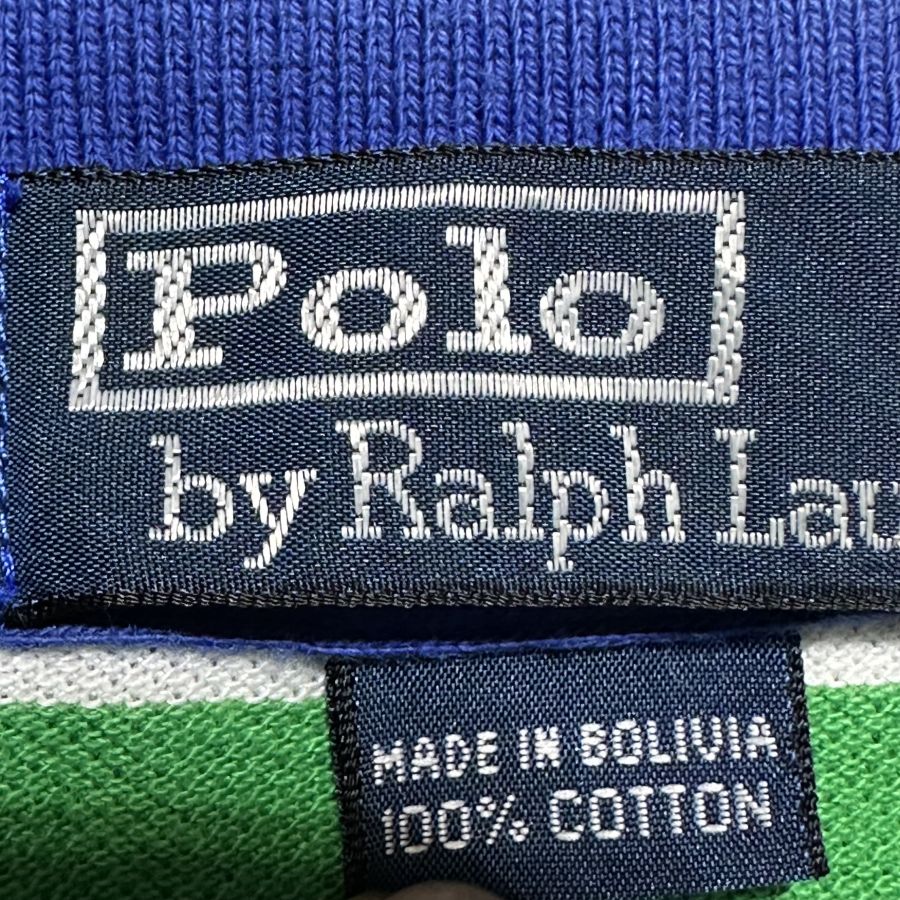 Polo
by Ralph Lau
MADE IN BOLIVIA
100% COTTON